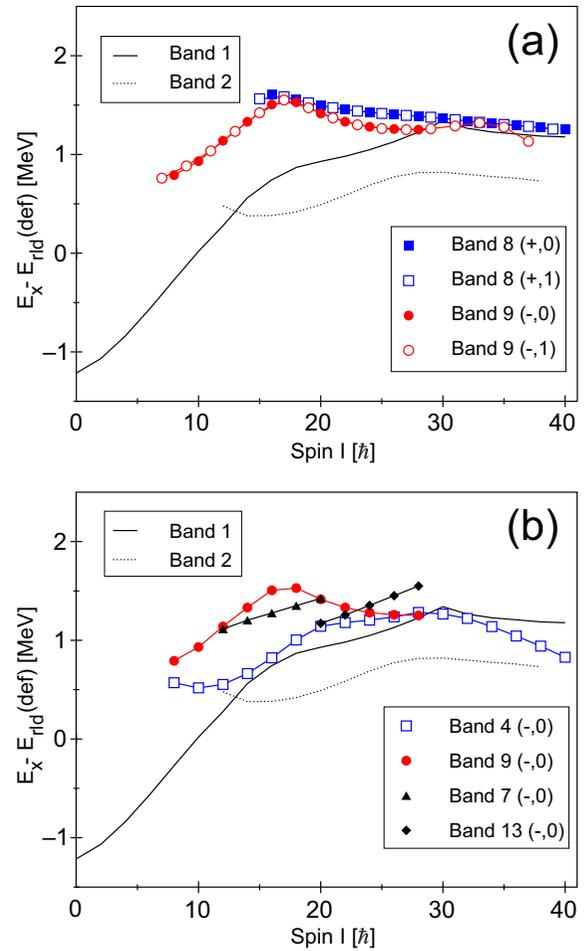 (a)
Band 1
Band 2
2
1
0
–1
E_x- E_rld(def) [MeV]
Band 8 (+,0)
Band 8 (+,1)
Band 9 (-,0)
Band 9 (-,1)
0 10 20 30 40
Spin I [ħ]
(b)
Band 1
Band 2
2
1
0
–1
E_x- E_rld(def) [MeV]
Band 4 (-,0)
Band 9 (-,0)
Band 7 (-,0)
Band 13 (-,0)
0 10 20 30 40
Spin I [ħ]